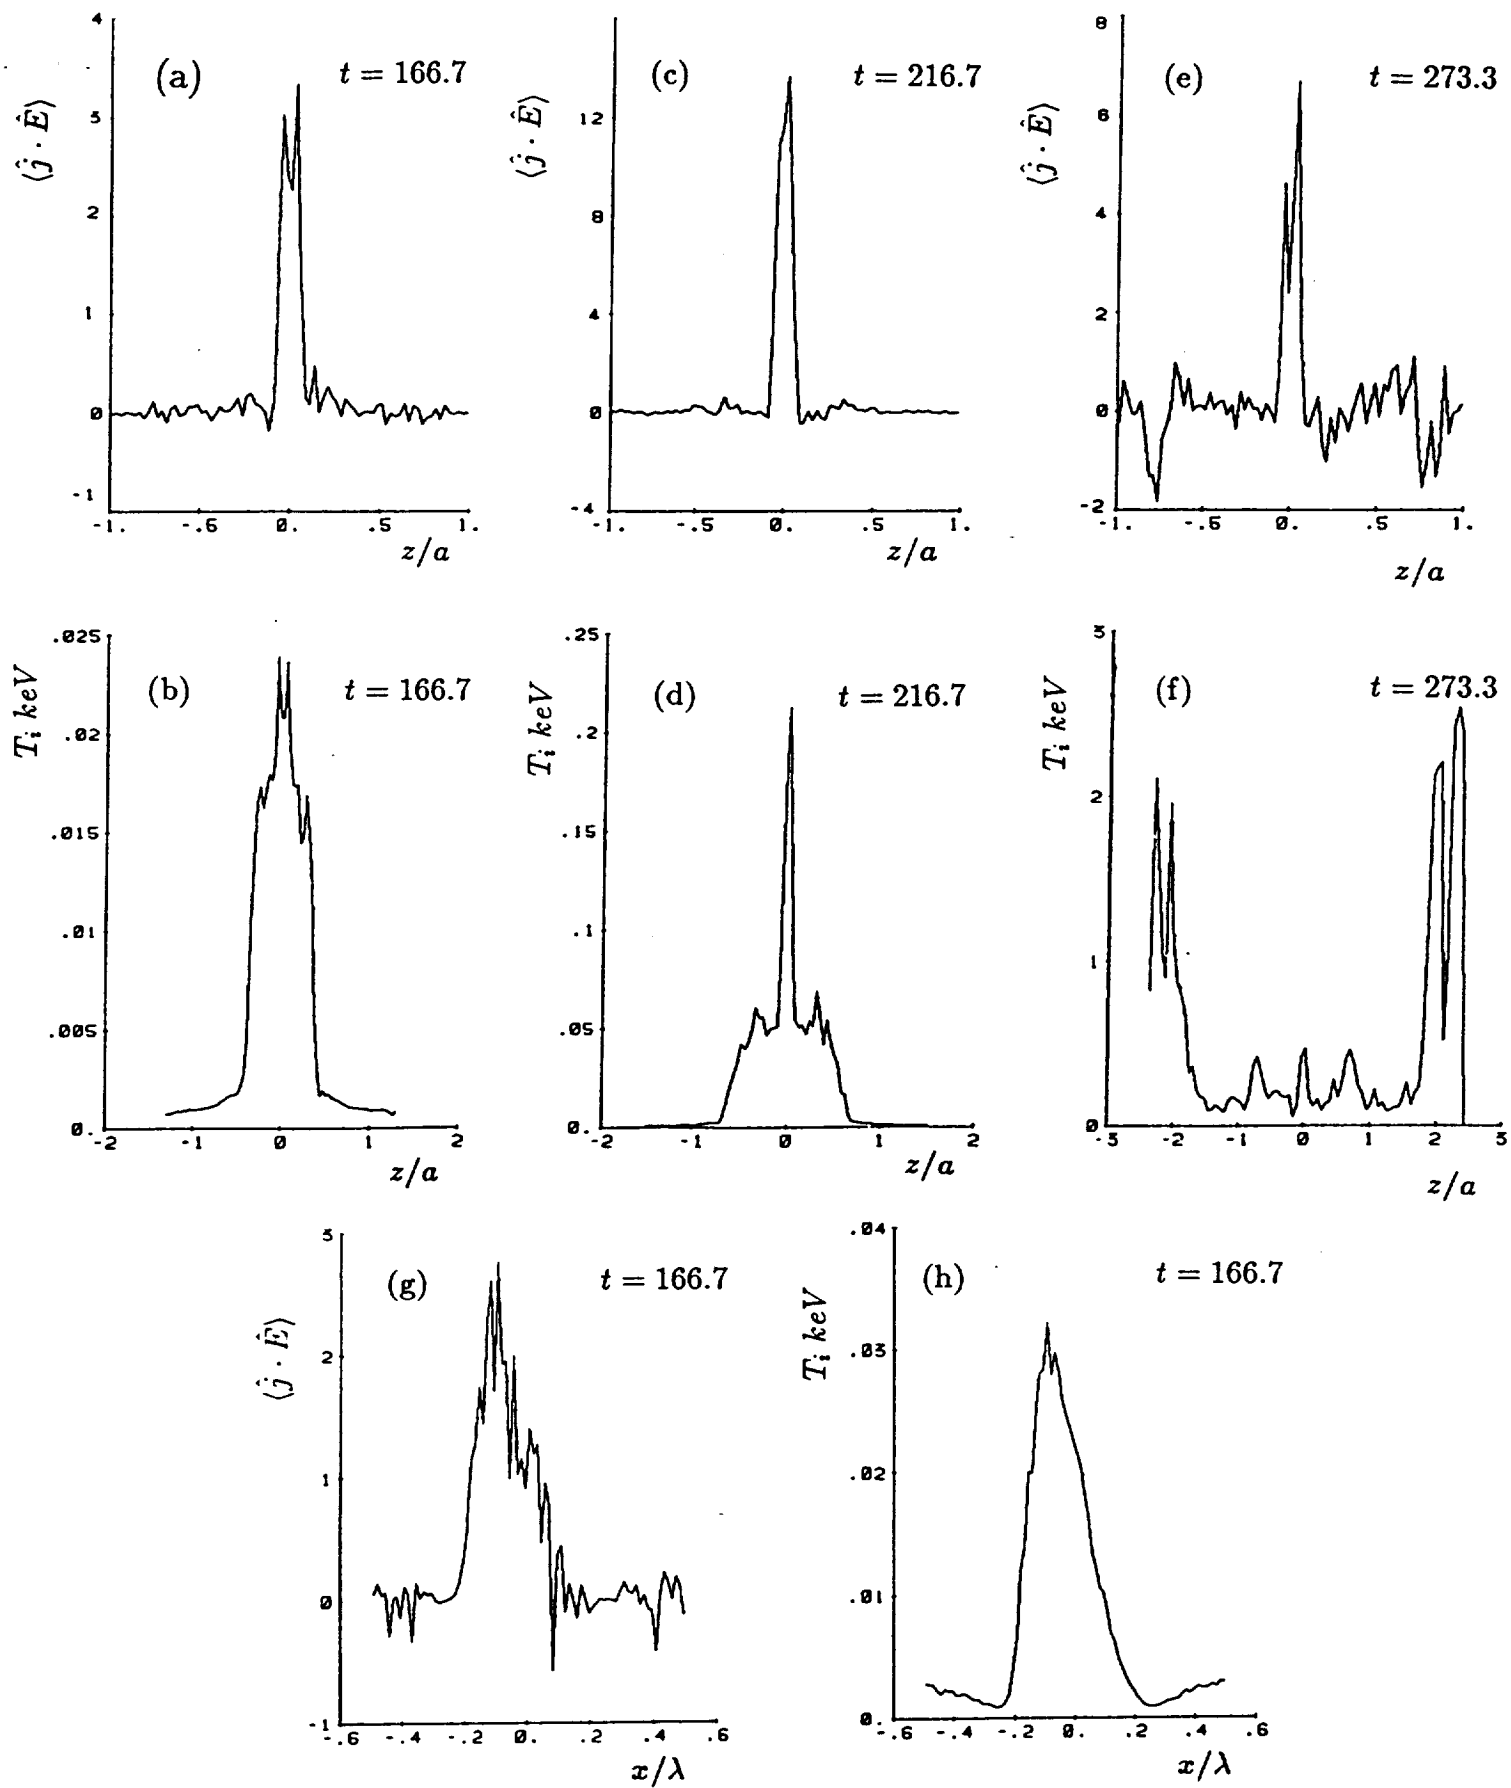 (a)
t = 166.7
⟨ĵ · Ê⟩
4
3
2
1
0
-1
-1. -.5 0. .5 1.
z/a
(c)
t = 216.7
⟨ĵ · Ê⟩
12
8
4
0
-4
-1. -.5 0. .5 1.
z/a
(e)
t = 273.3
⟨ĵ · Ê⟩
8
6
4
2
0
-2
-1. -.5 0. .5 1.
z/a
(b)
t = 166.7
Tᵢ keV
.025
.02
.015
.01
.005
0.
-2 -1 0 1 2
z/a
(d)
t = 216.7
Tᵢ keV
.25
.2
.15
.1
.05
0.
-2 -1 0 1 2
z/a
(f)
t = 273.3
Tᵢ keV
3
2
1
0
-3 -2 -1 0 1 2 3
z/a
(g)
t = 166.7
⟨ĵ · Ê⟩
3
2
1
0
-1
-.6 -.4 -.2 0. .2 .4 .6
x/λ
(h)
t = 166.7
Tᵢ keV
.04
.03
.02
.01
0.
-.6 -.4 -.2 0. .2 .4 .6
x/λ